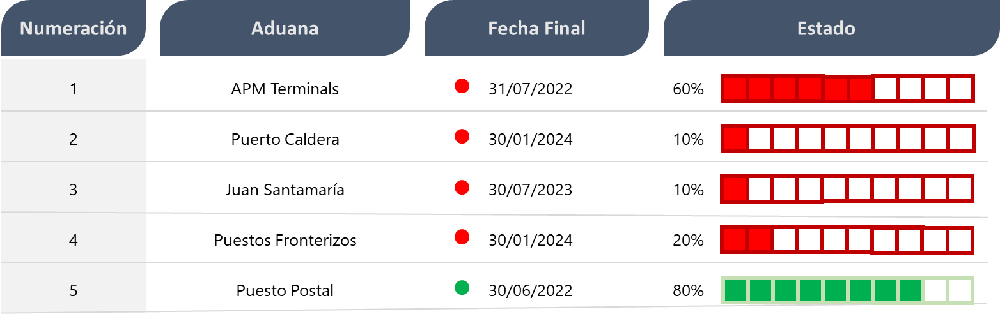 Numeración Aduana Fecha Final Estado
1 APM Terminals 31/07/2022 60%
2 Puerto Caldera 30/01/2024 10%
3 Juan Santamaría 30/07/2023 10%
4 Puestos Fronterizos 30/01/2024 20%
5 Puesto Postal 30/06/2022 80%